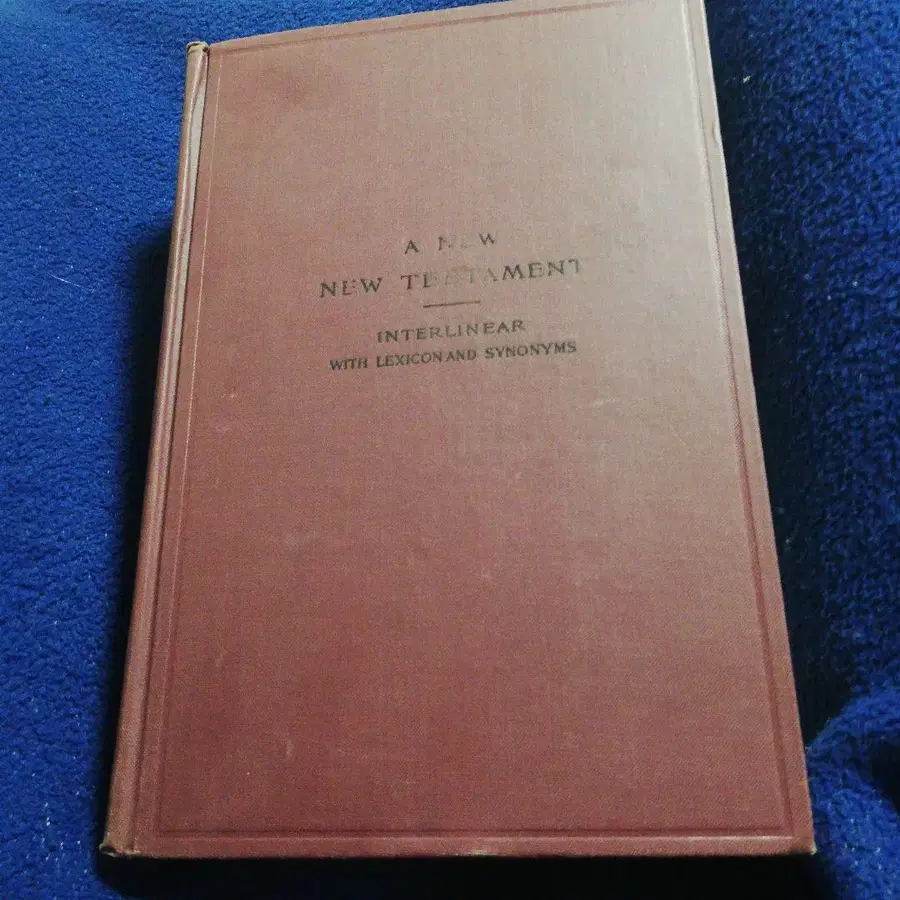 A NEW
NEW TESTAMENT
INTERLINEAR
WITH LEXICON AND SYNONYMS